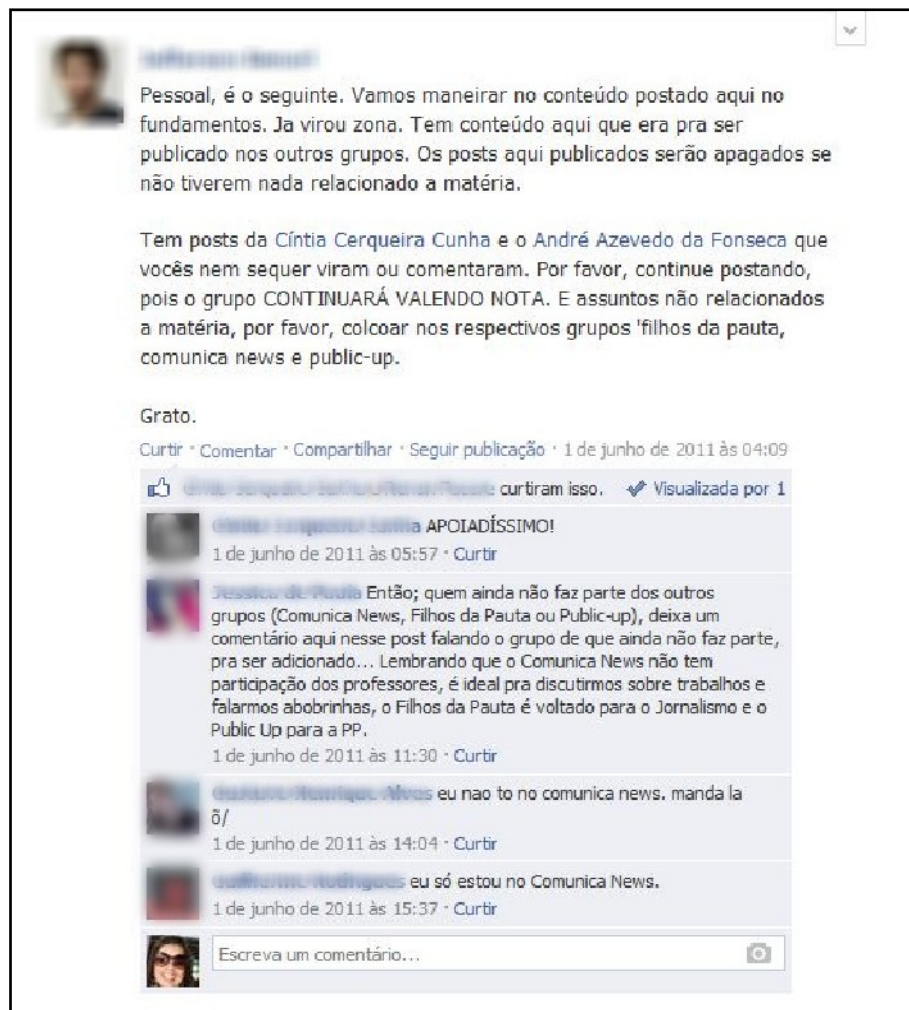 Pessoal, é o seguinte. Vamos maneirar no conteúdo postado aqui no
fundamentos. Ja virou zona. Tem conteúdo aqui que era pra ser
publicado nos outros grupos. Os posts aqui publicados serão apagados se
não tiverem nada relacionado a matéria.
Tem posts da Cíntia Cerqueira Cunha e o André Azevedo da Fonseca que
vocês nem sequer viram ou comentaram. Por favor, continue postando,
pois o grupo CONTINUARÁ VALENDO NOTA. E assuntos não relacionados
a matéria, por favor, colcoar nos respectivos grupos 'filhos da pauta,
comunica news e public-up.
Grato.
Curtir · Comentar · Compartilhar · Seguir publicação · 1 de junho de 2011 às 04:09
curtiram isso. Visualizada por 1
APOIADÍSSIMO!
1 de junho de 2011 às 05:57 · Curtir
Então; quem ainda não faz parte dos outros
grupos (Comunica News, Filhos da Pauta ou Public-up), deixa um
comentário aqui nesse post falando o grupo de que ainda não faz parte,
pra ser adicionado... Lembrando que o Comunica News não tem
participação dos professores, é ideal pra discutirmos sobre trabalhos e
falarmos abobrinhas, o Filhos da Pauta é voltado para o Jornalismo e o
Public Up para a PP.
1 de junho de 2011 às 11:30 · Curtir
eu nao to no comunica news. manda la
õ/
1 de junho de 2011 às 14:04 · Curtir
eu só estou no Comunica News.
1 de junho de 2011 às 15:37 · Curtir
Escreva um comentário...